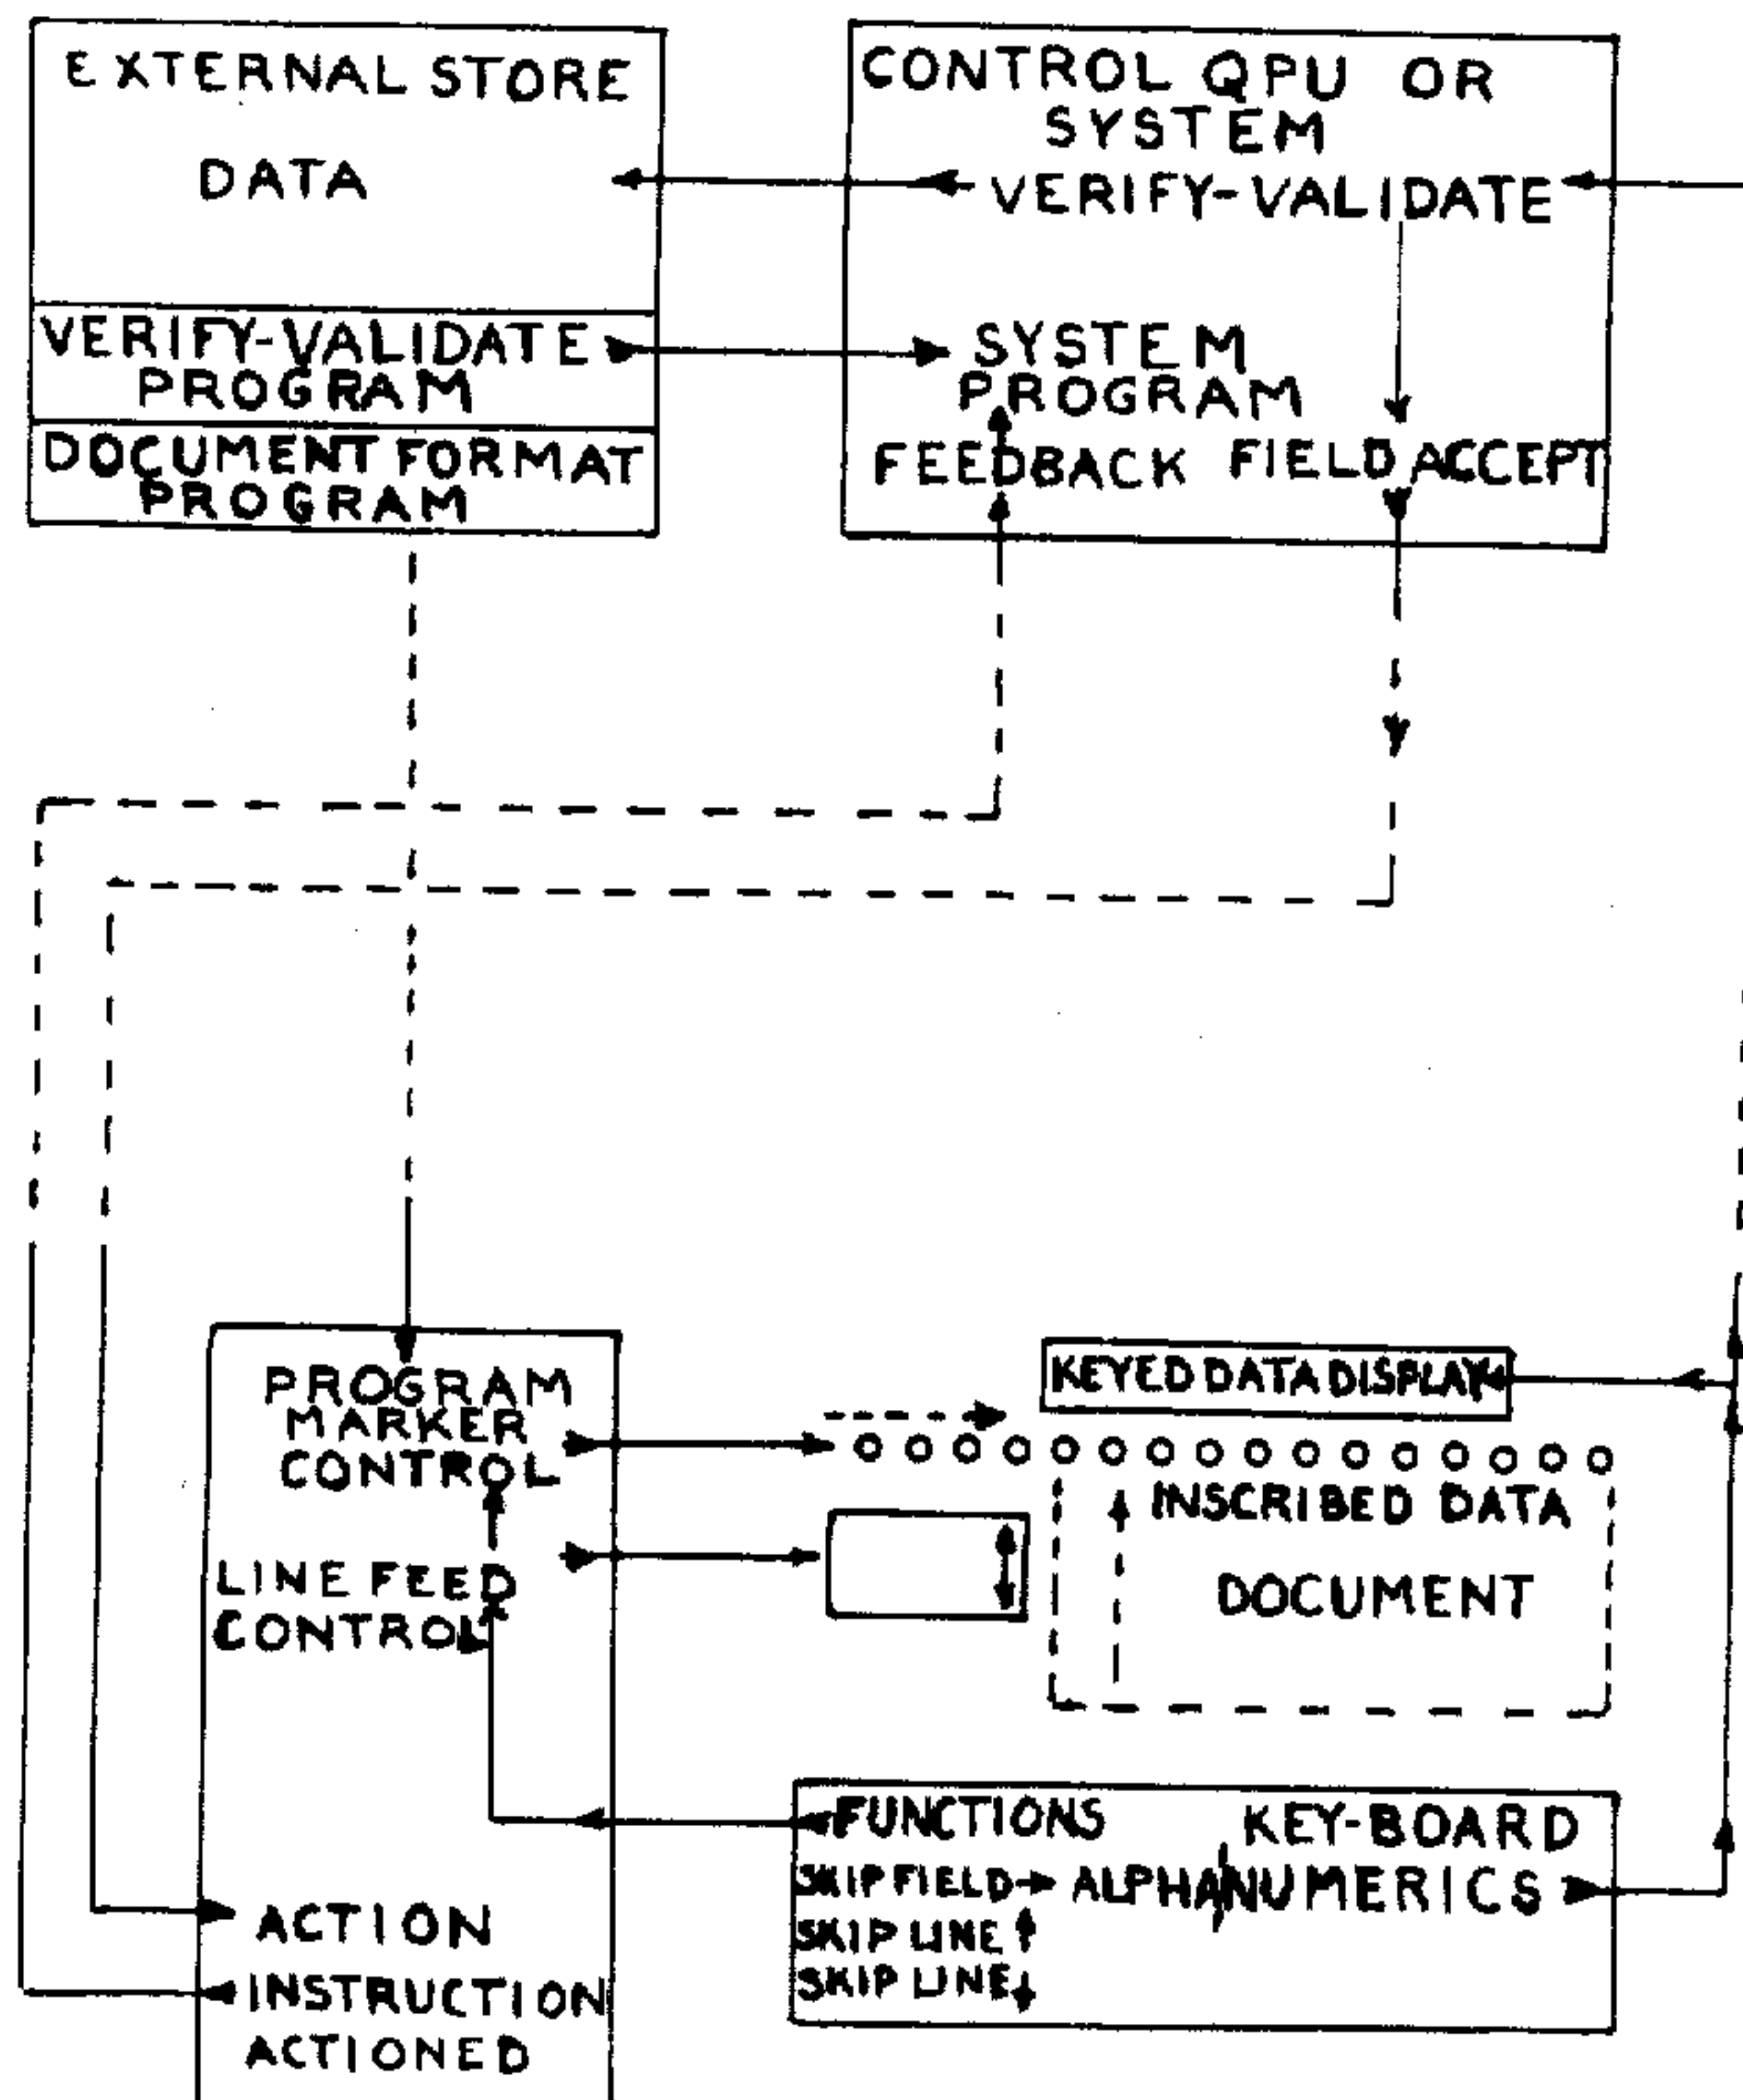 EXTERNAL STORE
DATA
VERIFY-VALIDATE
PROGRAM
DOCUMENT FORMAT
PROGRAM
CONTROL QPU OR
SYSTEM
VERIFY-VALIDATE
SYSTEM
PROGRAM
FEEDBACK FIELD ACCEPT
PROGRAM
MARKER
CONTROL
LINE FEED
CONTROL
ACTION
INSTRUCTION
ACTIONED
KEYED DATA DISPLAY
INSCRIBED DATA
DOCUMENT
FUNCTIONS KEY-BOARD
SKIP FIELD → ALPHA/NUMERICS
SKIP LINE ↑
SKIP LINE ↓